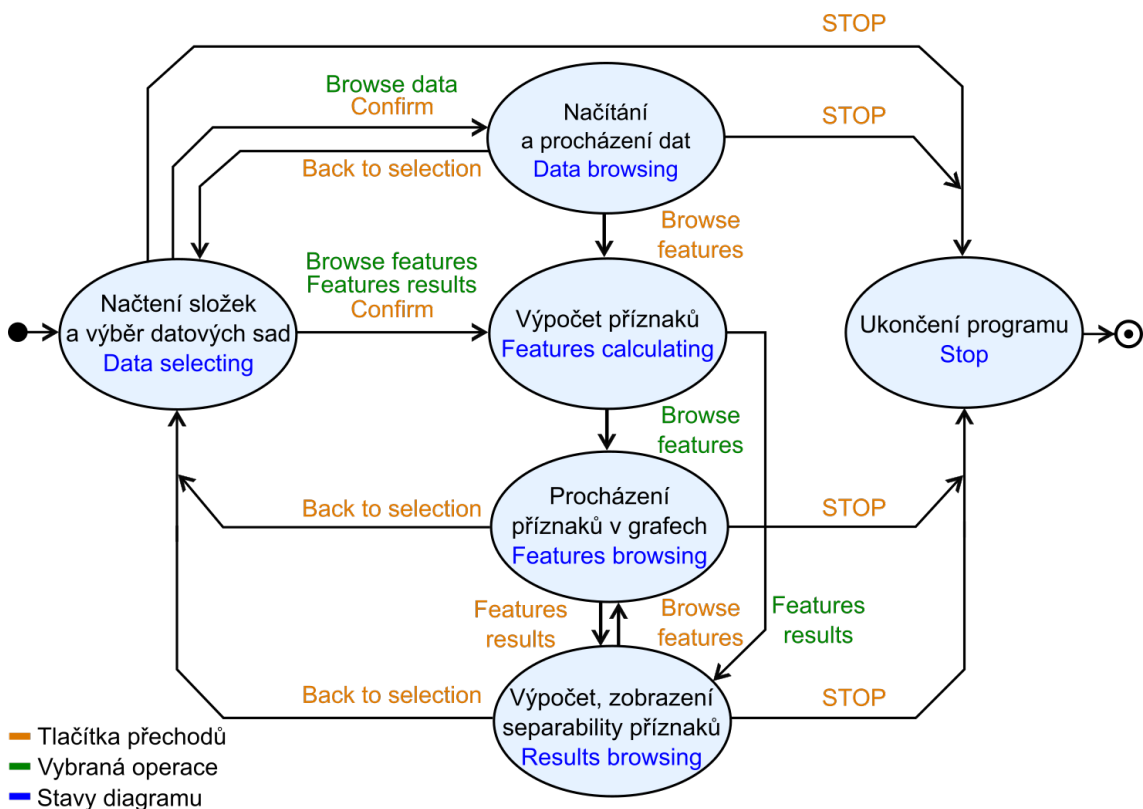 STOP
Browse data
Confirm
Načítání
a procházení dat
Data browsing
STOP
Back to selection
Browse
features
Browse features
Features results
Confirm
Načtení složek
a výběr datových sad
Data selecting
Výpočet příznaků
Features calculating
Ukončení programu
Stop
Browse
features
Back to selection
Procházení
příznaků v grafech
Features browsing
STOP
Features
results
Browse
features
Features
results
Back to selection
Výpočet, zobrazení
separability příznaků
Results browsing
STOP
Tlačítka přechodů
Vybraná operace
Stavy diagramu